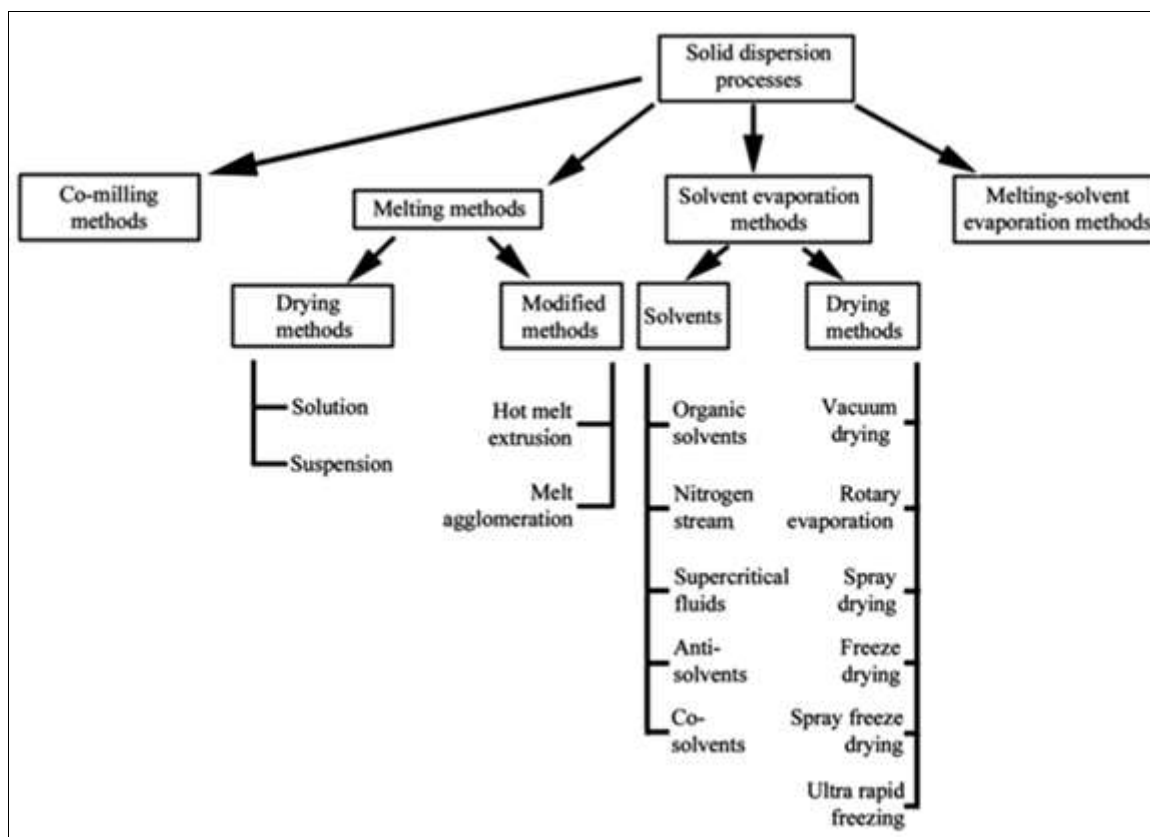 Solid dispersion
processes
Co-milling
methods
Melting methods
Solvent evaporation
methods
Melting-solvent
evaporation methods
Drying
methods
Modified
methods
Solvents
Drying
methods
Solution
Suspension
Hot melt
extrusion
Melt
agglomeration
Organic
solvents
Nitrogen
stream
Supercritical
fluids
Anti-
solvents
Co-
solvents
Vacuum
drying
Rotary
evaporation
Spray
drying
Freeze
drying
Spray freeze
drying
Ultra rapid
freezing